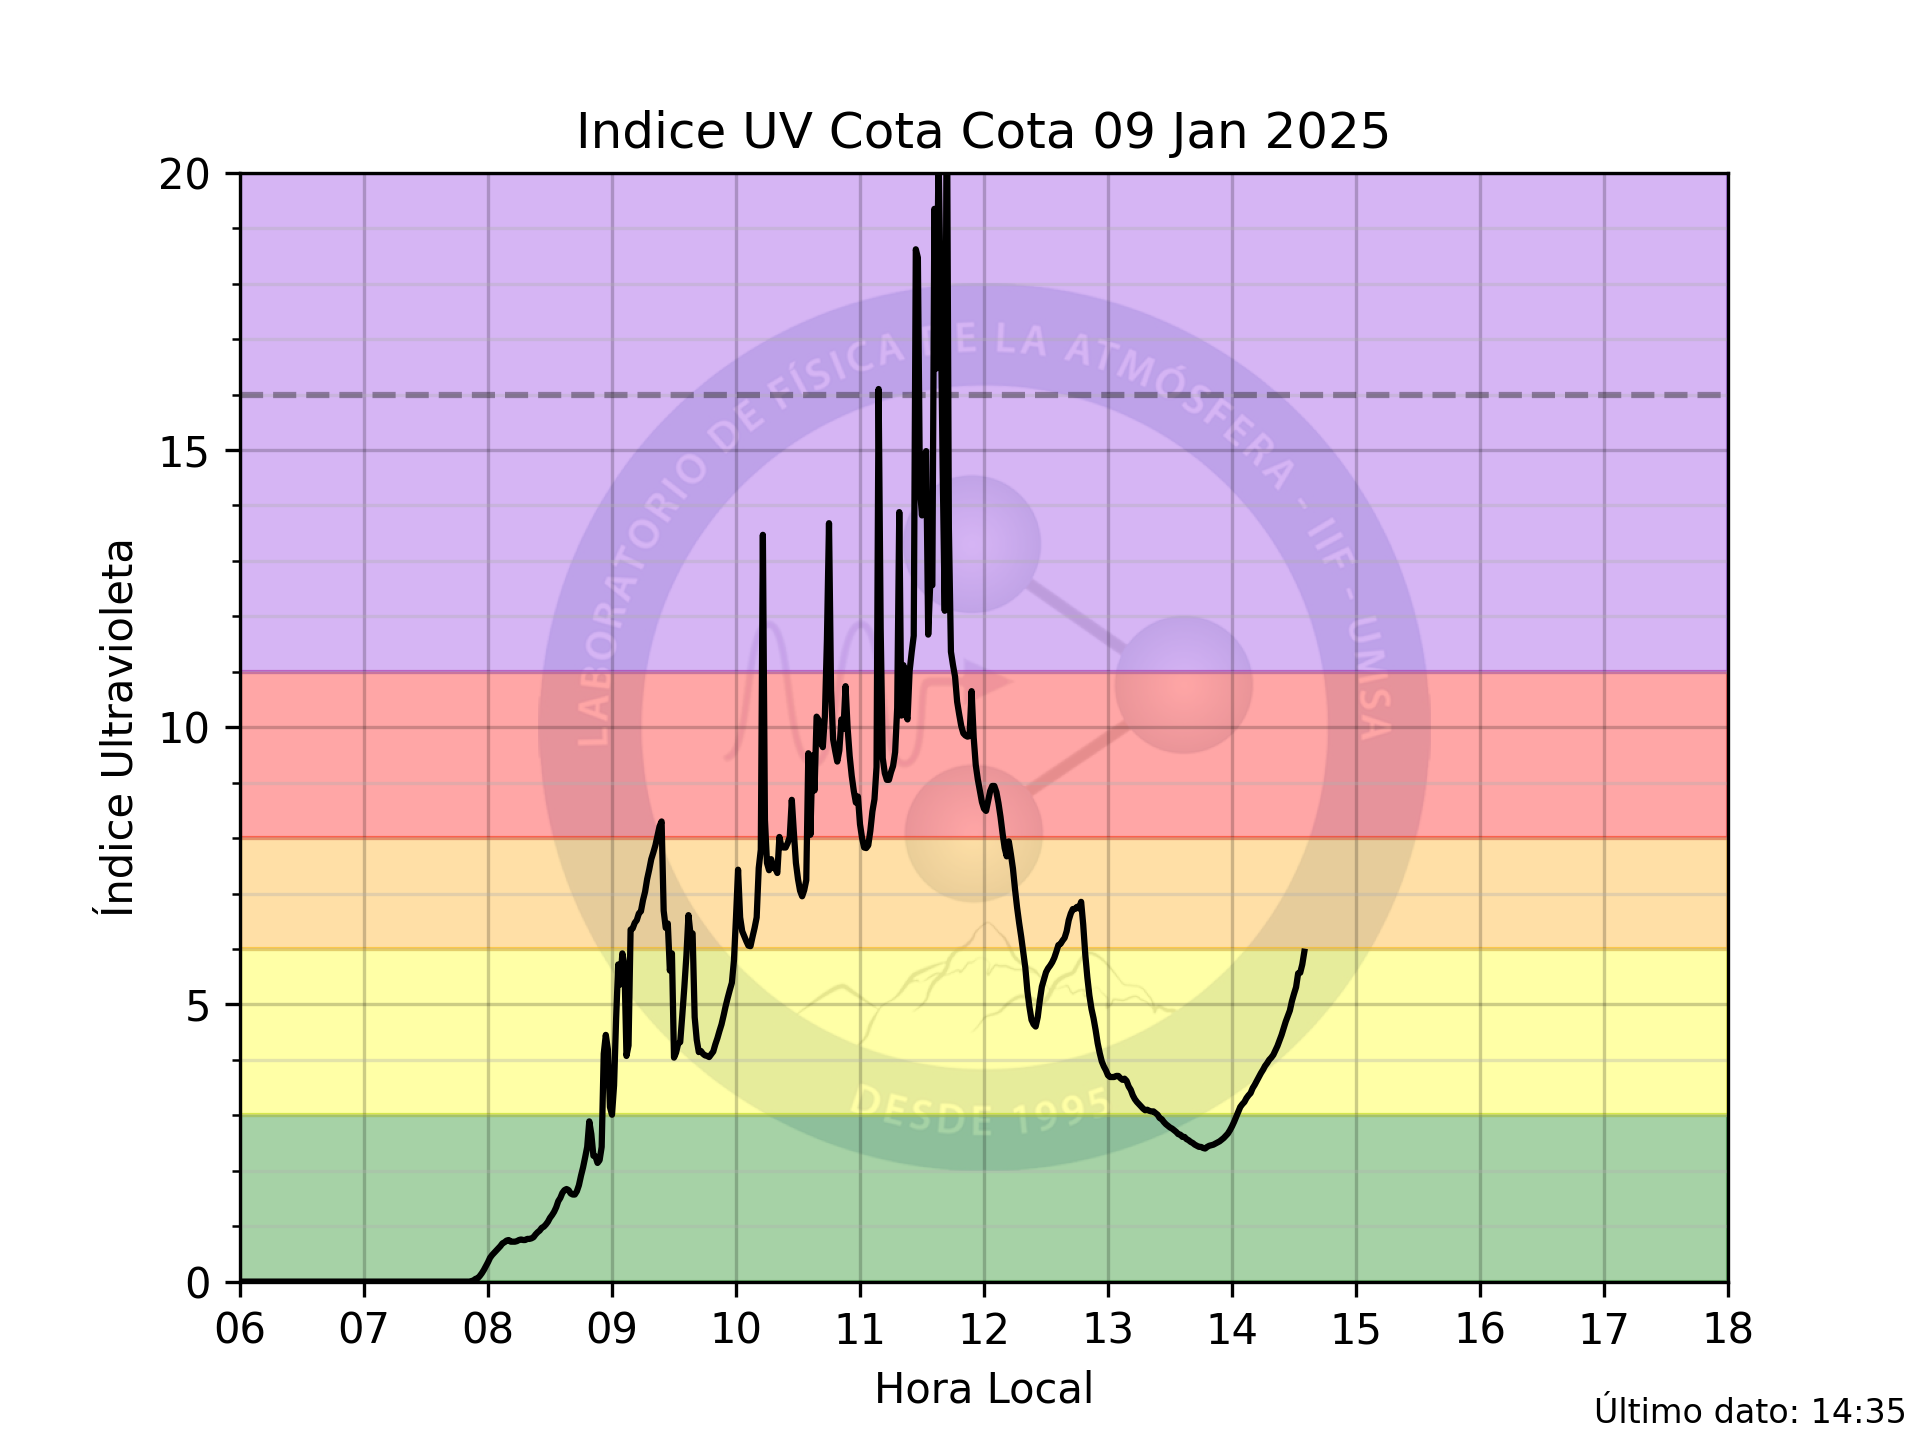 Indice UV Cota Cota 09 Jan 2025
20
15
10
5
0
Índice Ultravioleta
LABORATORIO DE FÍSICA DE LA ATMÓSFERA - IIF - UMSA
DESDE 1995
06 07 08 09 10 11 12 13 14 15 16 17 18
Hora Local
Último dato: 14:35